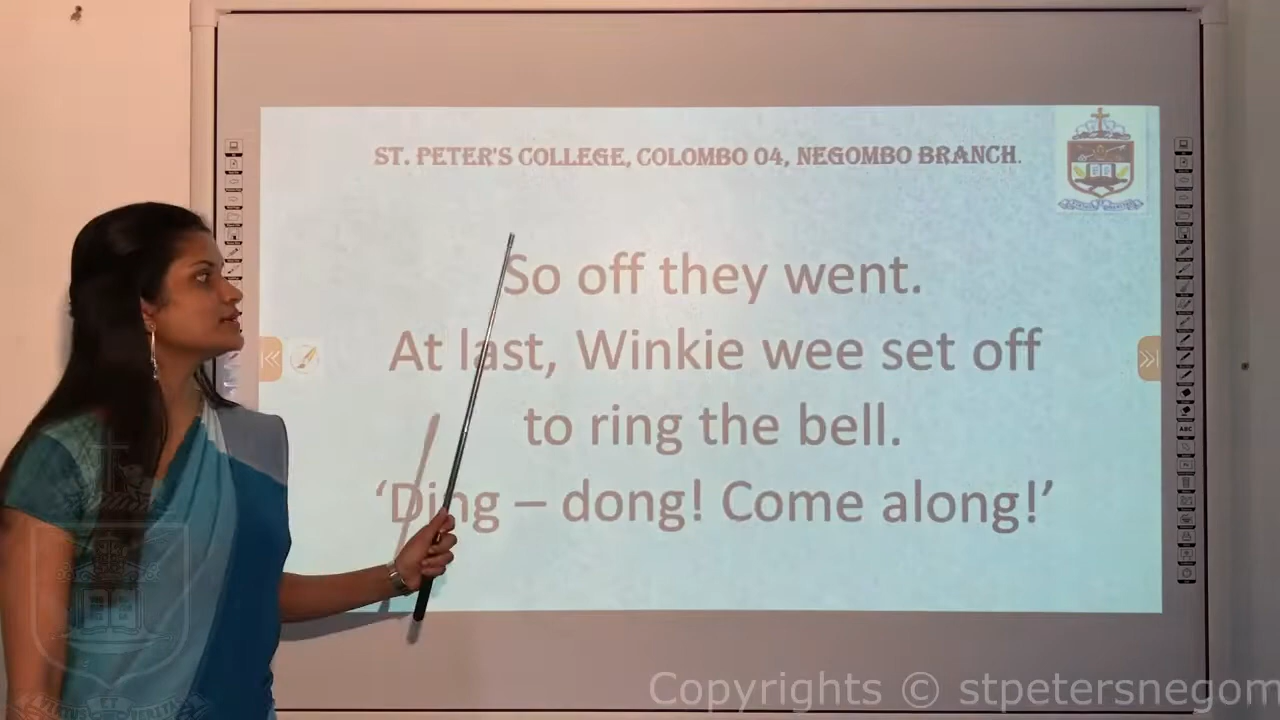 ST. PETER'S COLLEGE, COLOMBO 04, NEGOMBO BRANCH.
So off they went.
At last, Winkie wee set off
to ring the bell.
‘Ding – dong! Come along!’
ABC
Copyrights © stpetersnegom